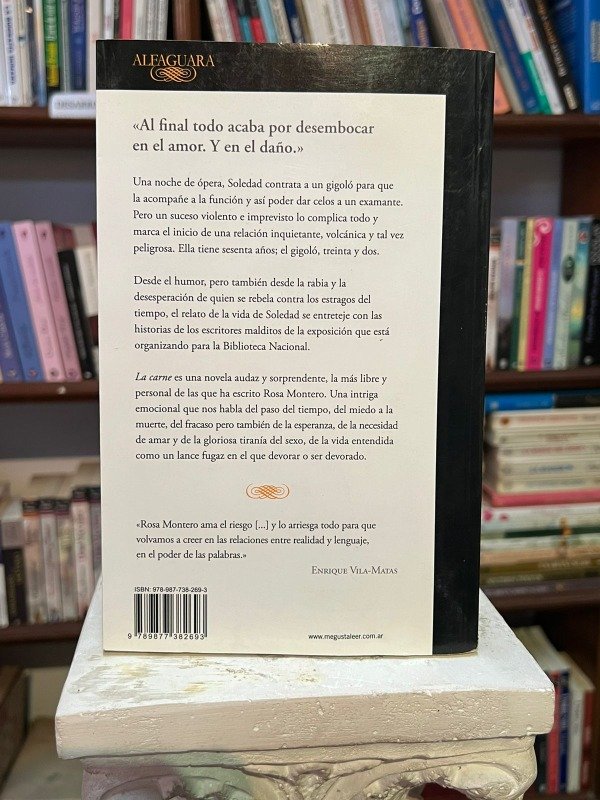 ALFAGUARA
«Al final todo acaba por desembocar
en el amor. Y en el daño.»
Una noche de ópera, Soledad contrata a un gigoló para que
la acompañe a la función y así poder dar celos a un examante.
Pero un suceso violento e imprevisto lo complica todo y
marca el inicio de una relación inquietante, volcánica y tal vez
peligrosa. Ella tiene sesenta años; el gigoló, treinta y dos.
Desde el humor, pero también desde la rabia y la
desesperación de quien se rebela contra los estragos del
tiempo, el relato de la vida de Soledad se entreteje con las
historias de los escritores malditos de la exposición que está
organizando para la Biblioteca Nacional.
La carne es una novela audaz y sorprendente, la más libre y
personal de las que ha escrito Rosa Montero. Una intriga
emocional que nos habla del paso del tiempo, del miedo a la
muerte, del fracaso pero también de la esperanza, de la necesidad
de amar y de la gloriosa tiranía del sexo, de la vida entendida
como un lance fugaz en el que devorar o ser devorado.
«Rosa Montero ama el riesgo [...] y lo arriesga todo para que
volvamos a creer en las relaciones entre realidad y lenguaje,
en el poder de las palabras.»
Enrique Vila-Matas
ISBN: 978-987-738-269-3
9 789877 382693
www.megustaleer.com.ar